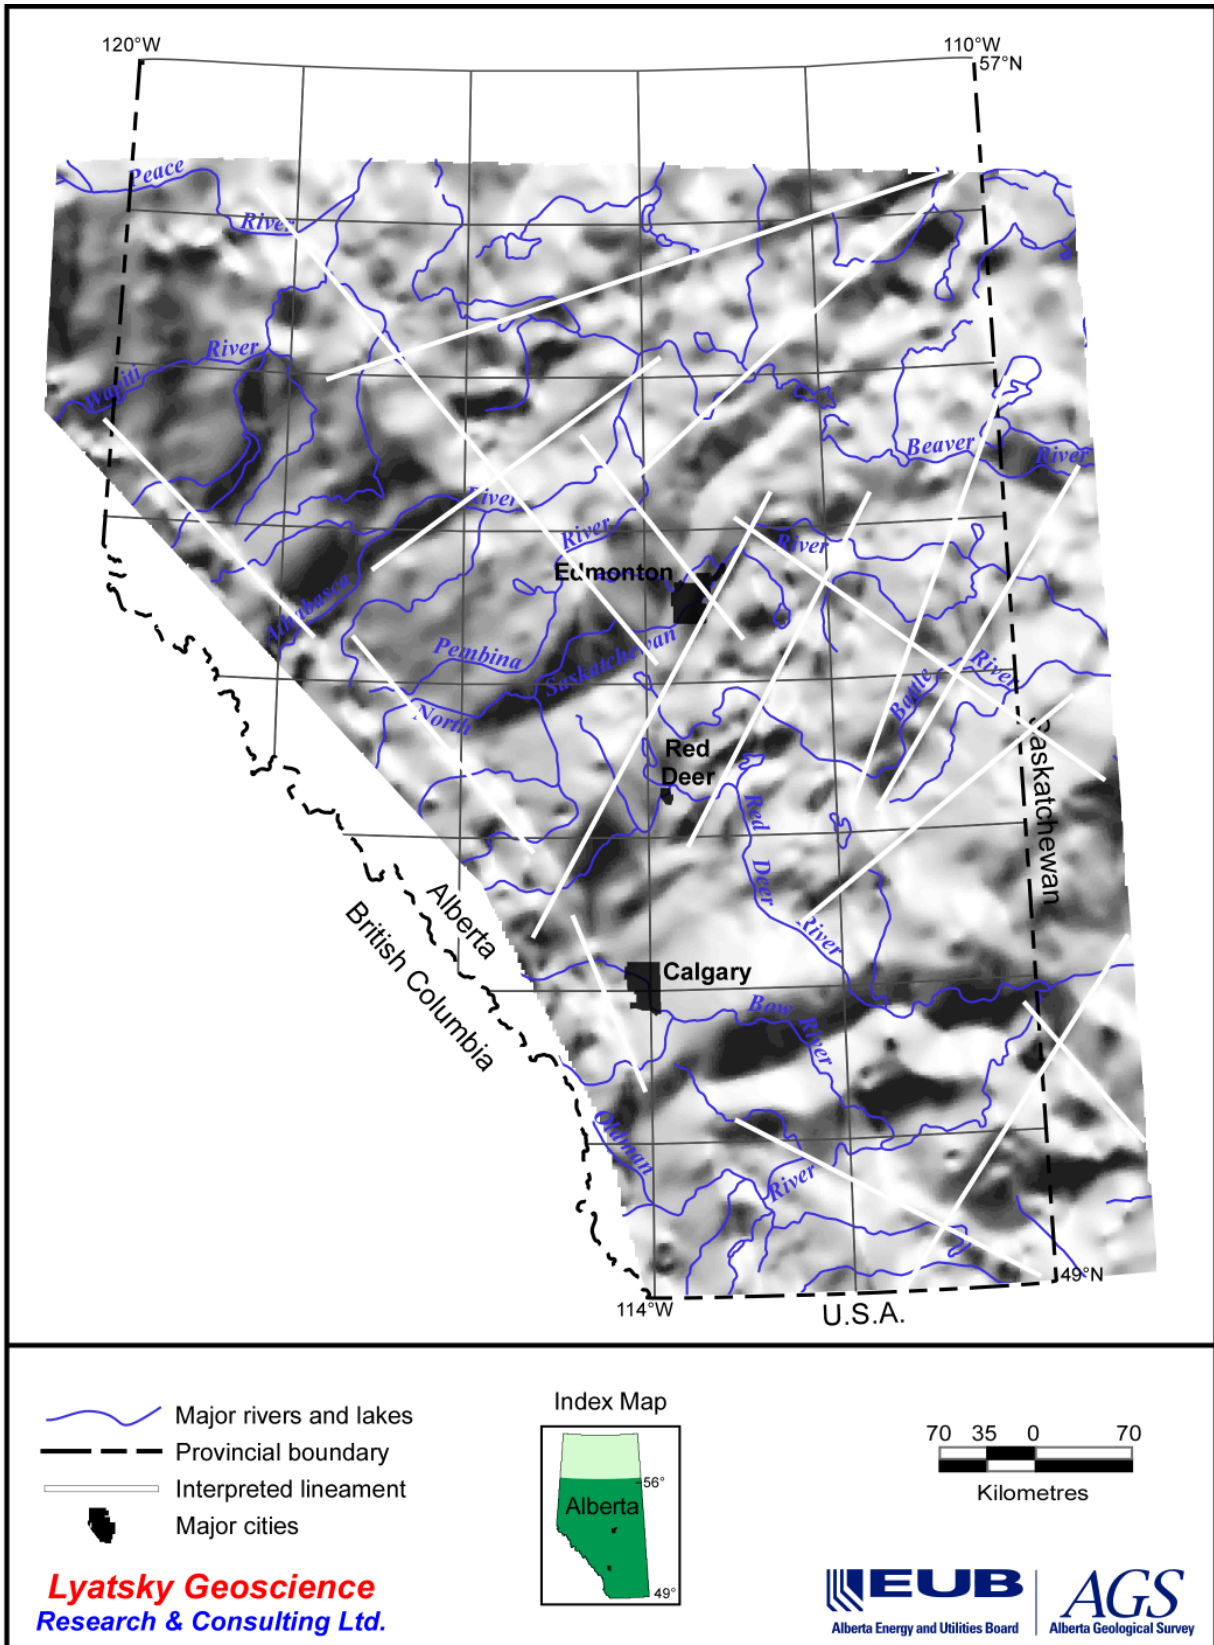 120°W
110°W
57°N
Peace
River
River
Wapiti
Beaver
River
River
River
River
Edmonton
Athabasca
Pembina
Saskatchewan
North
Battle
River
Red
Deer
Saskatchewan
Red
Deer
River
Alberta
British Columbia
Calgary
Bow
River
Oldman
River
49°N
114°W
U.S.A.
Major rivers and lakes
Provincial boundary
Interpreted lineament
Major cities
Index Map
56°
Alberta
49°
70 35 0 70
Kilometres
Lyatsky Geoscience
Research & Consulting Ltd.
EUB
Alberta Energy and Utilities Board
AGS
Alberta Geological Survey